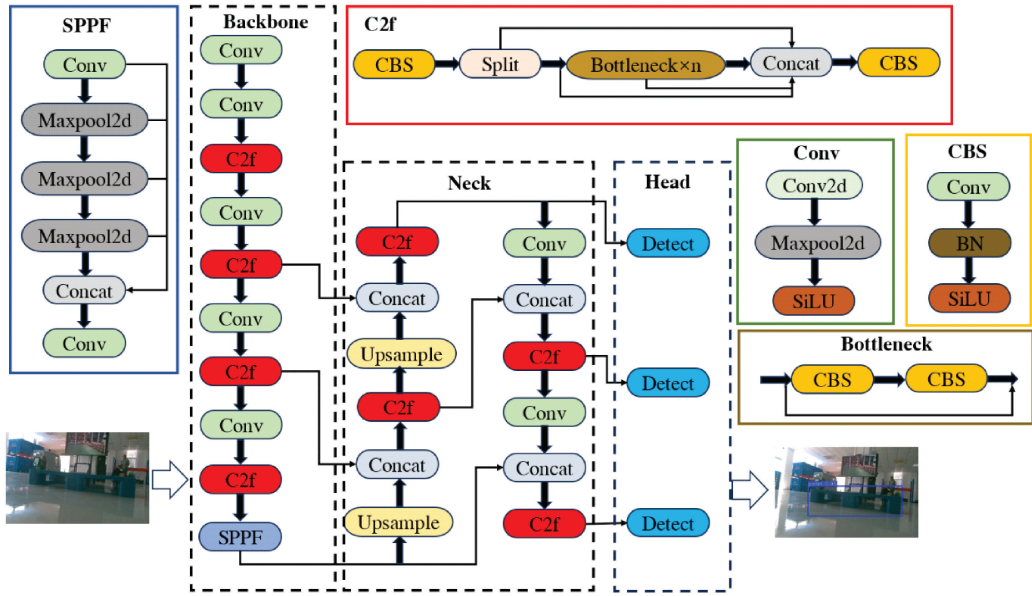 SPPF
Conv
Maxpool2d
Maxpool2d
Maxpool2d
Concat
Conv
Backbone
Conv
Conv
C2f
Conv
C2f
Conv
C2f
Conv
C2f
SPPF
C2f
CBS
Split
Bottleneck×n
Concat
CBS
Neck
C2f
Concat
Upsample
C2f
Concat
Upsample
Conv
Concat
C2f
Conv
Concat
C2f
Head
Detect
Detect
Detect
Conv
Conv2d
Maxpool2d
SiLU
CBS
Conv
BN
SiLU
Bottleneck
CBS
CBS